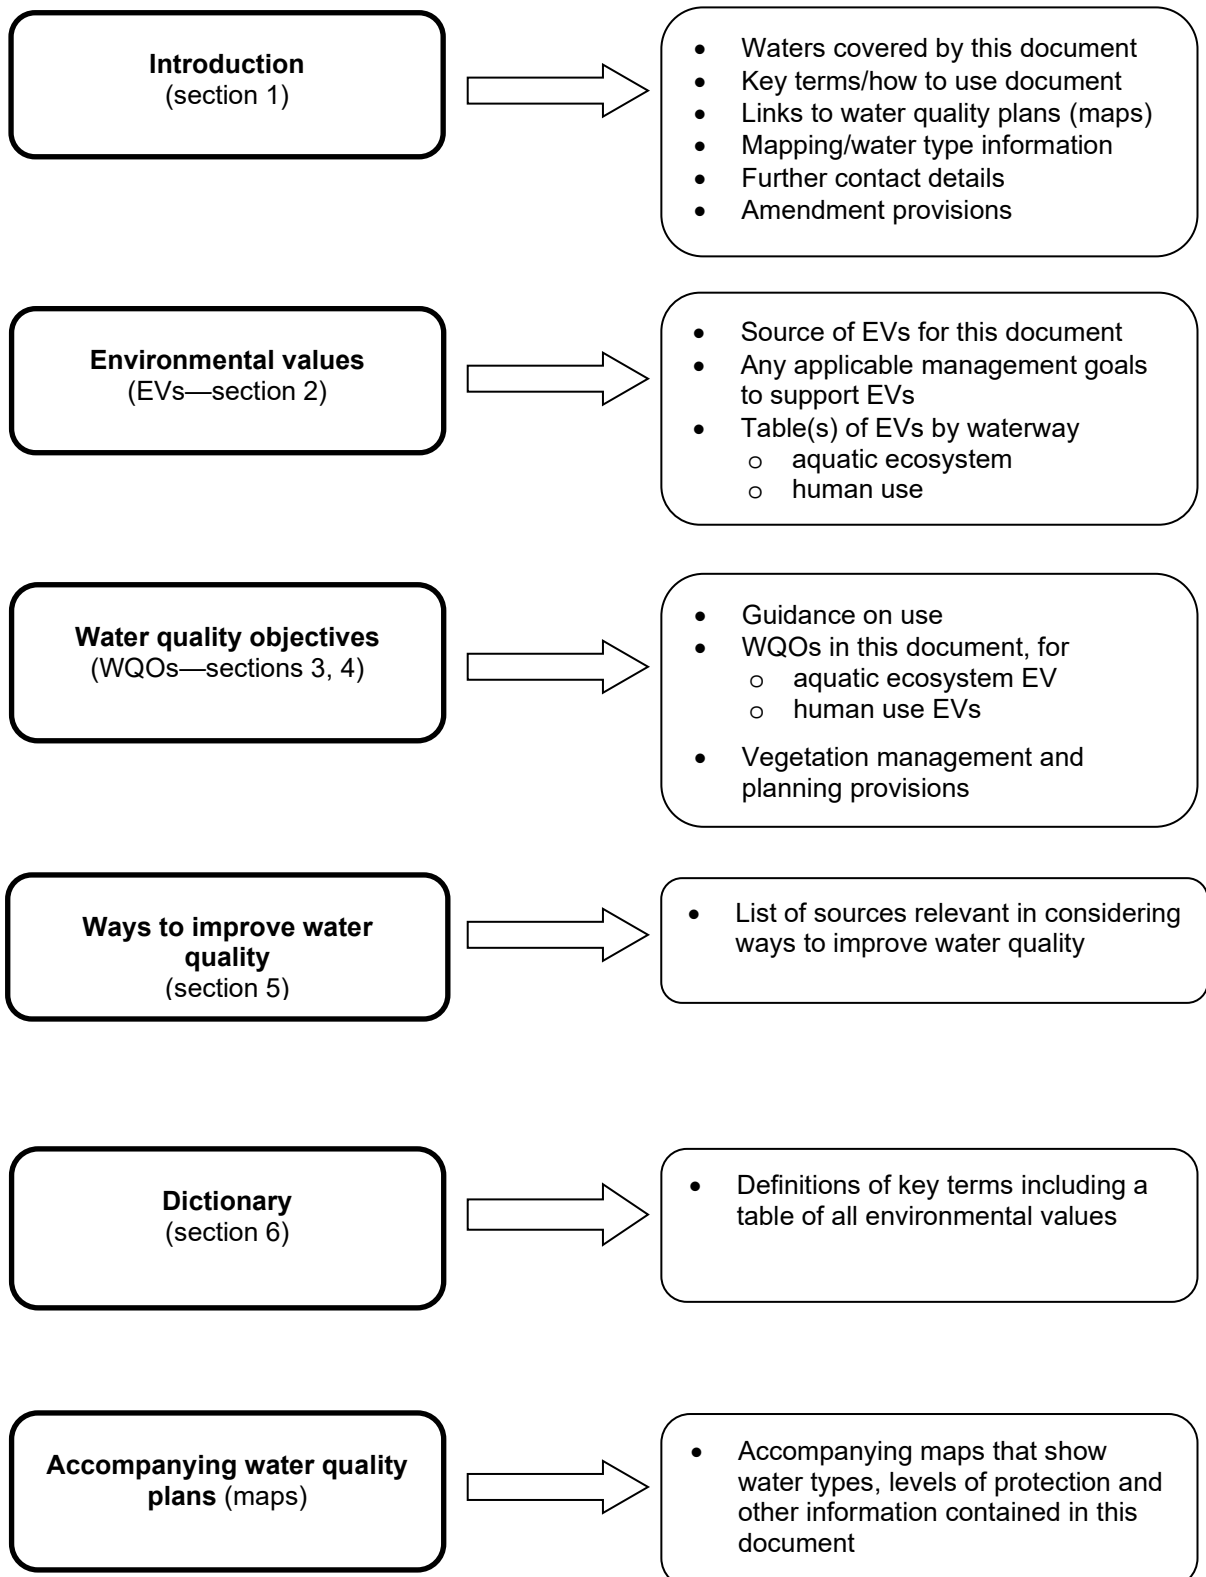 Introduction
(section 1)
• Waters covered by this document
• Key terms/how to use document
• Links to water quality plans (maps)
• Mapping/water type information
• Further contact details
• Amendment provisions
Environmental values
(EVs—section 2)
• Source of EVs for this document
• Any applicable management goals
to support EVs
• Table(s) of EVs by waterway
o aquatic ecosystem
o human use
Water quality objectives
(WQOs—sections 3, 4)
• Guidance on use
• WQOs in this document, for
o aquatic ecosystem EV
o human use EVs
• Vegetation management and
planning provisions
Ways to improve water
quality
(section 5)
• List of sources relevant in considering
ways to improve water quality
Dictionary
(section 6)
• Definitions of key terms including a
table of all environmental values
Accompanying water quality
plans (maps)
• Accompanying maps that show
water types, levels of protection and
other information contained in this
document